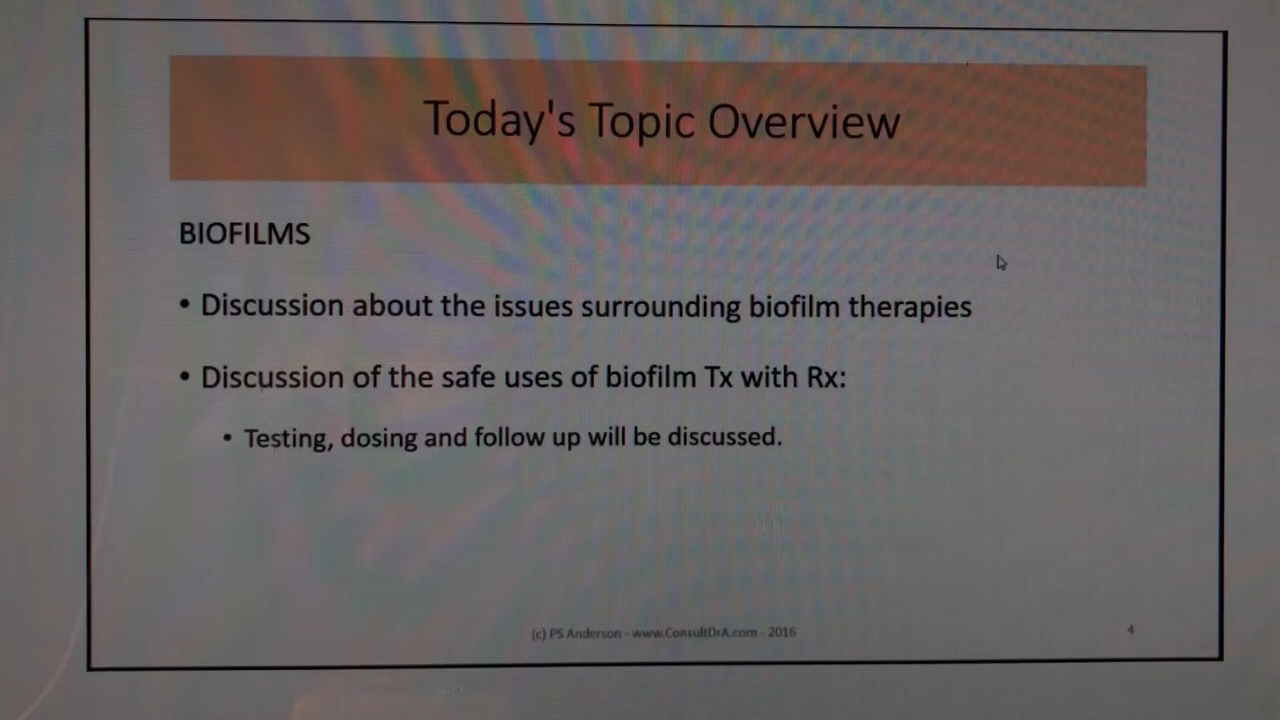 Today's Topic Overview
BIOFILMS
• Discussion about the issues surrounding biofilm therapies
• Discussion of the safe uses of biofilm Tx with Rx:
• Testing, dosing and follow up will be discussed.
(c) PS Anderson - www.ConsultDrA.com - 2016
4